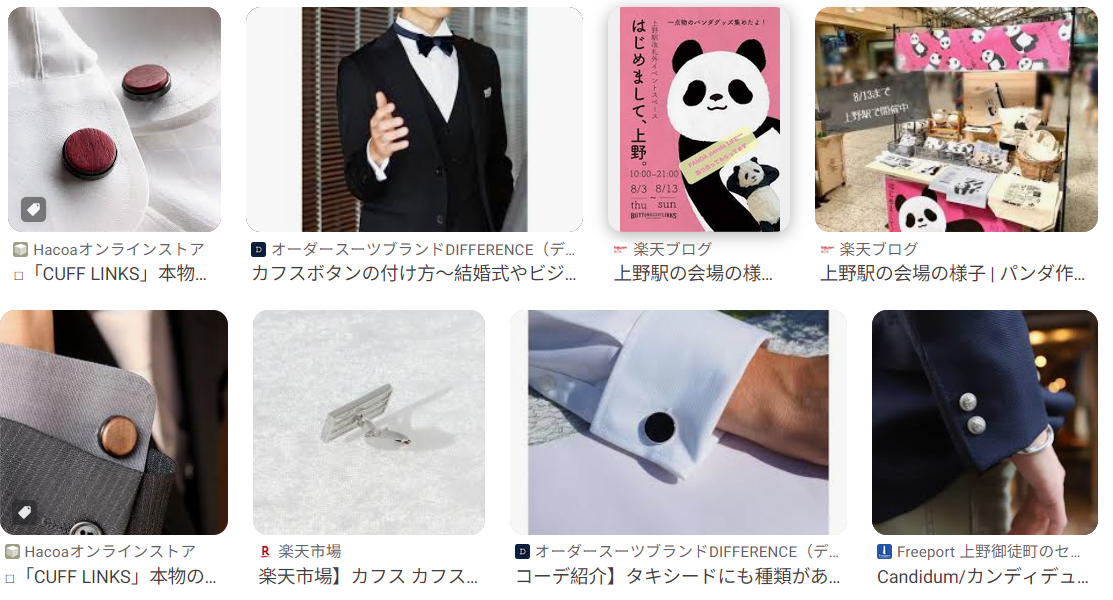 一点物のパンダグッズ集めたよ！
上野駅改札外イベントスペース
はじめまして、上野。
10:00~21:00
8/3 ~ 8/13
thu sun
8/13まで
上野駅で開催中
Hacoaオンラインストア
□「CUFF LINKS」本物...
D オーダースーツブランドDIFFERENCE（デ...
カフスボタンの付け方～結婚式やビジ...
楽天ブログ
上野駅の会場の様...
楽天ブログ
上野駅の会場の様子 | パンダ作...
Hacoaオンラインストア
□「CUFF LINKS」本物の...
R 楽天市場
楽天市場】カフス カフス...
D オーダースーツブランドDIFFERENCE（デ...
コーデ紹介】タキシードにも種類があ...
Freeport 上野御徒町のセ...
Candidum/カンディデュ...